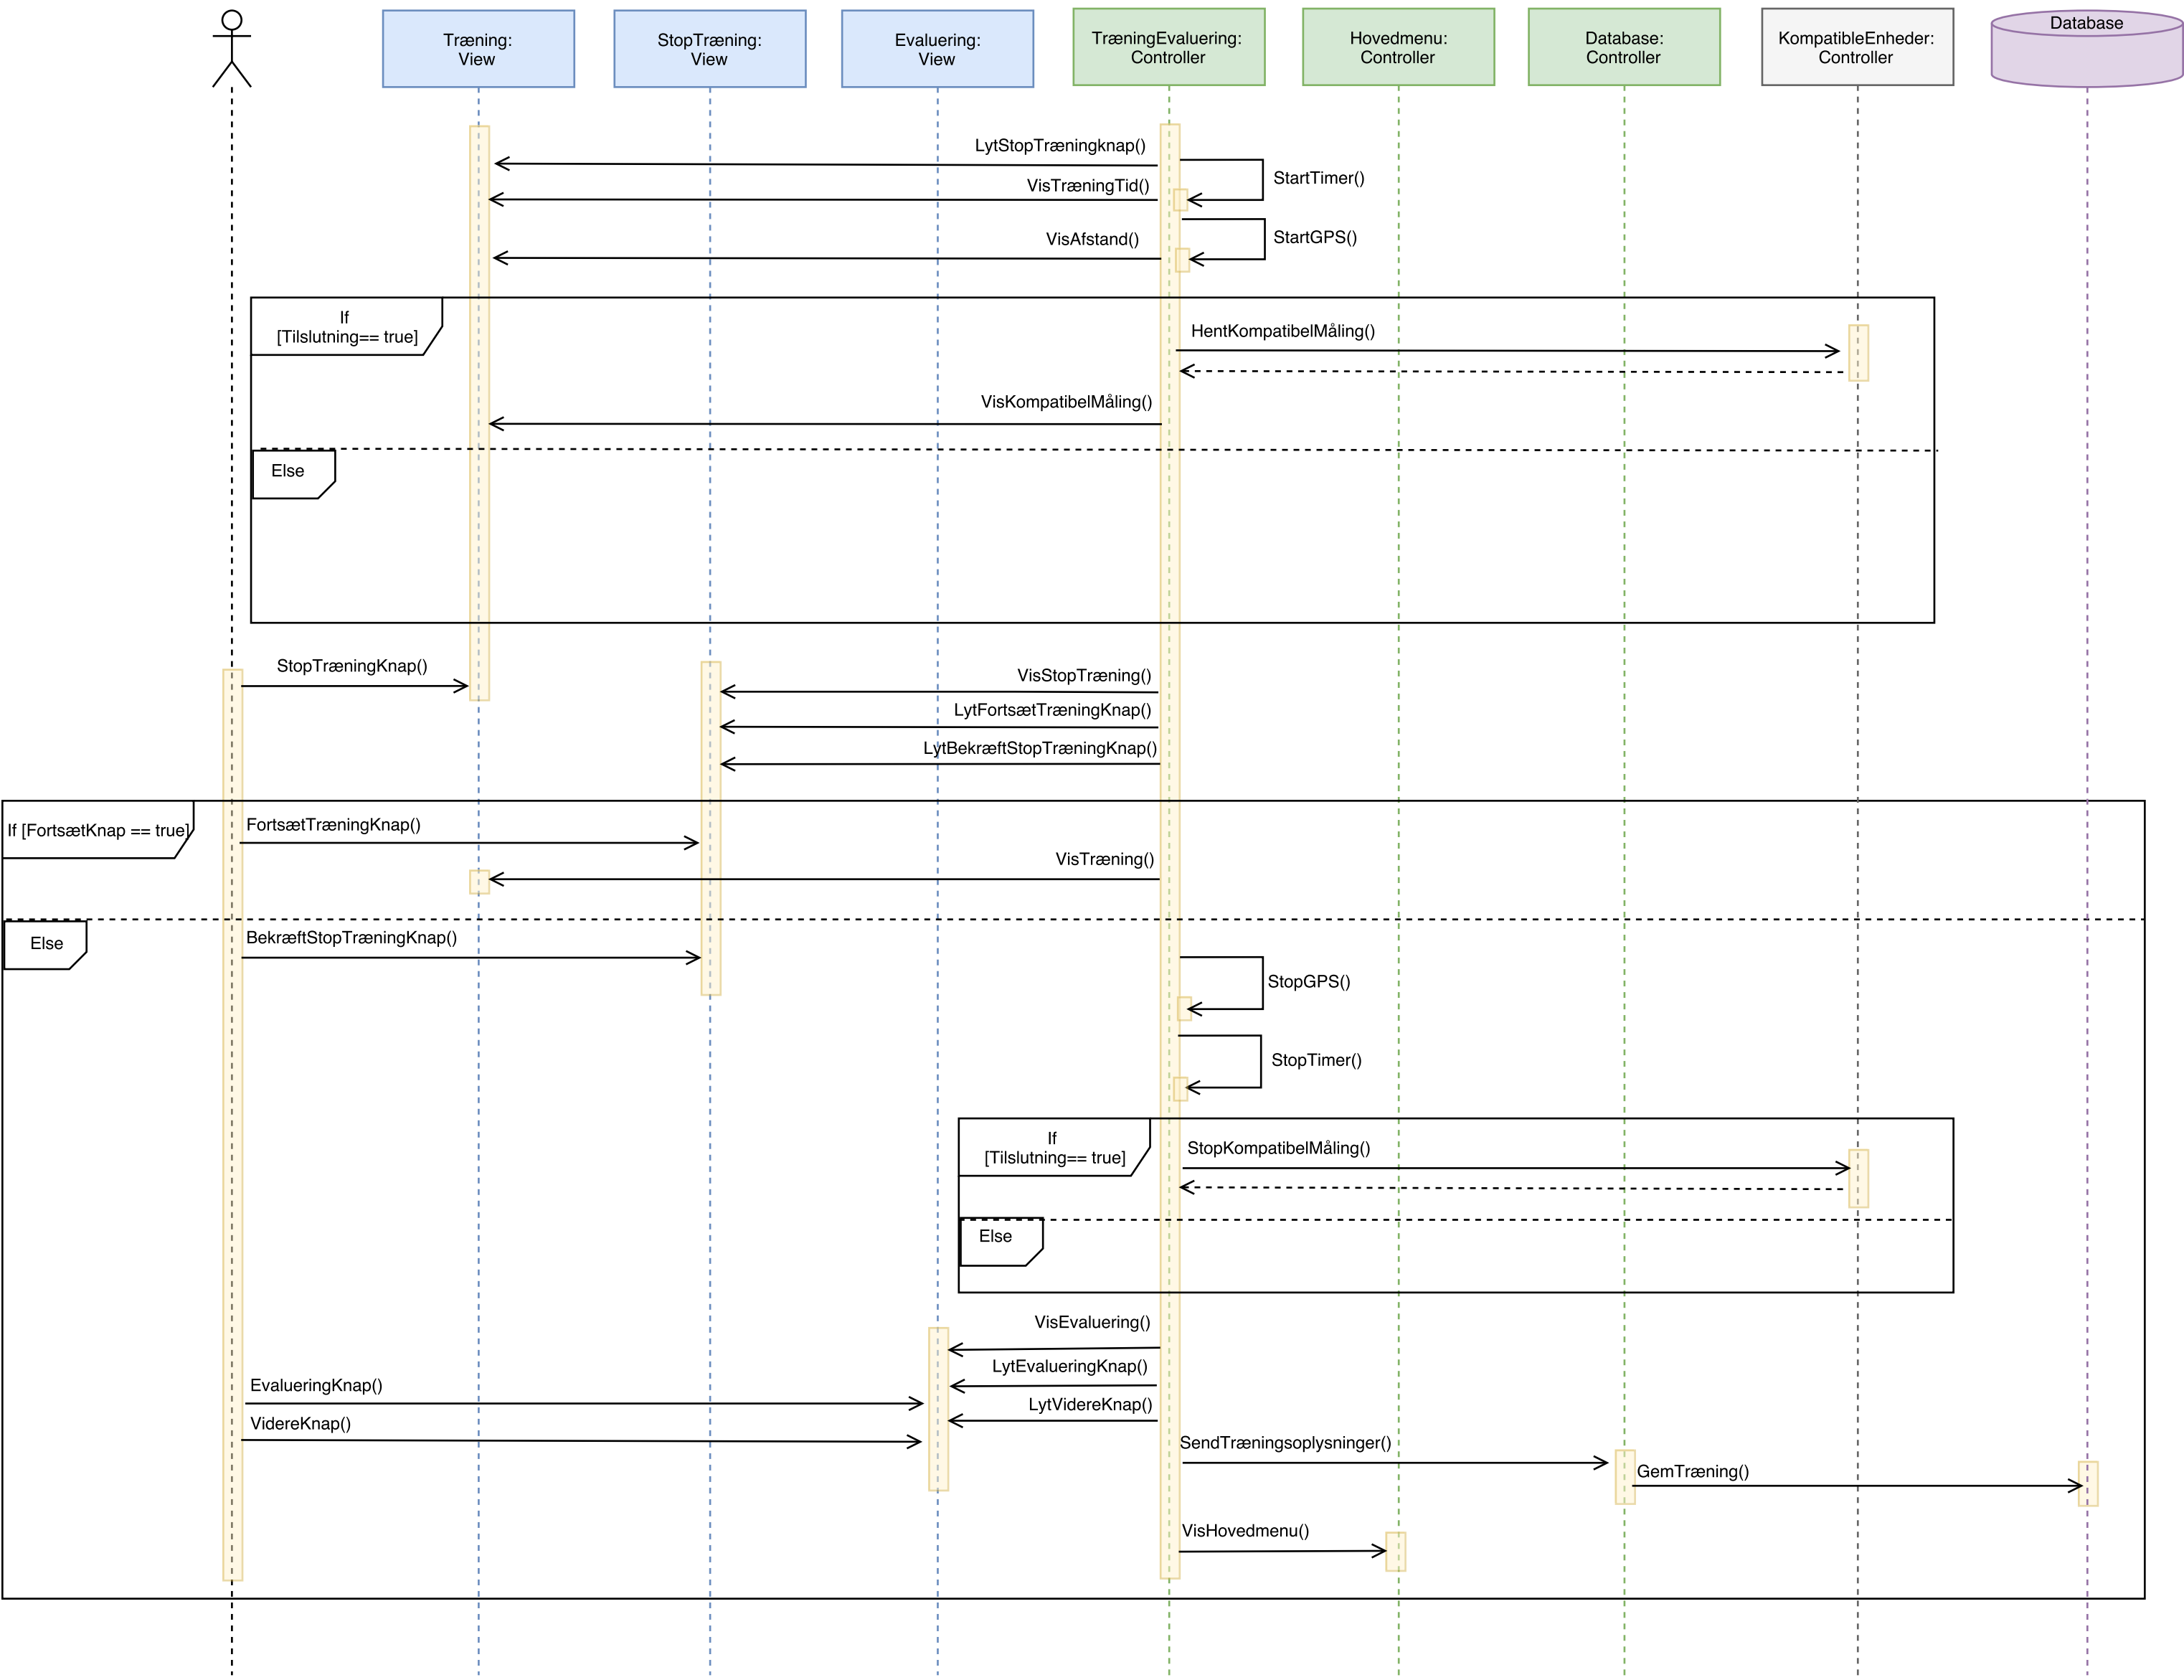 Træning:
View
StopTræning:
View
Evaluering:
View
TræningEvaluering:
Controller
Hovedmenu:
Controller
Database:
Controller
KompatibleEnheder:
Controller
Database
LytStopTræningknap()
StartTimer()
VisTræningTid()
StartGPS()
VisAfstand()
If
[Tilslutning== true]
HentKompatibelMåling()
VisKompatibelMåling()
Else
StopTræningKnap()
VisStopTræning()
LytFortsætTræningKnap()
LytBekræftStopTræningKnap()
If [FortsætKnap == true]
FortsætTræningKnap()
VisTræning()
Else
BekræftStopTræningKnap()
StopGPS()
StopTimer()
If
[Tilslutning== true]
StopKompatibelMåling()
Else
VisEvaluering()
LytEvalueringKnap()
EvalueringKnap()
LytVidereKnap()
VidereKnap()
SendTræningsoplysninger()
GemTræning()
VisHovedmenu()